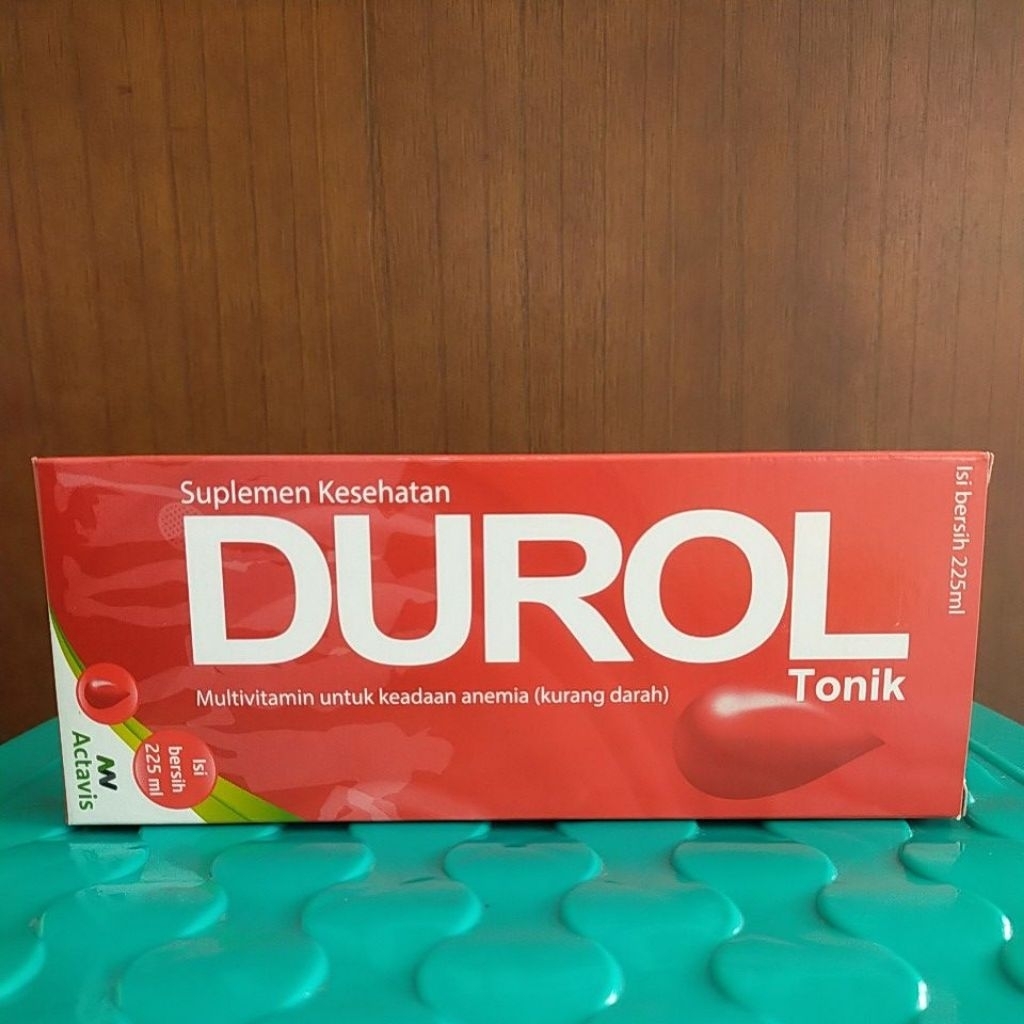 Suplemen Kesehatan
DUROL
Tonik
Multivitamin untuk keadaan anemia (kurang darah)
Isi bersih 225ml
Isi
bersih
225 ml
Actavis